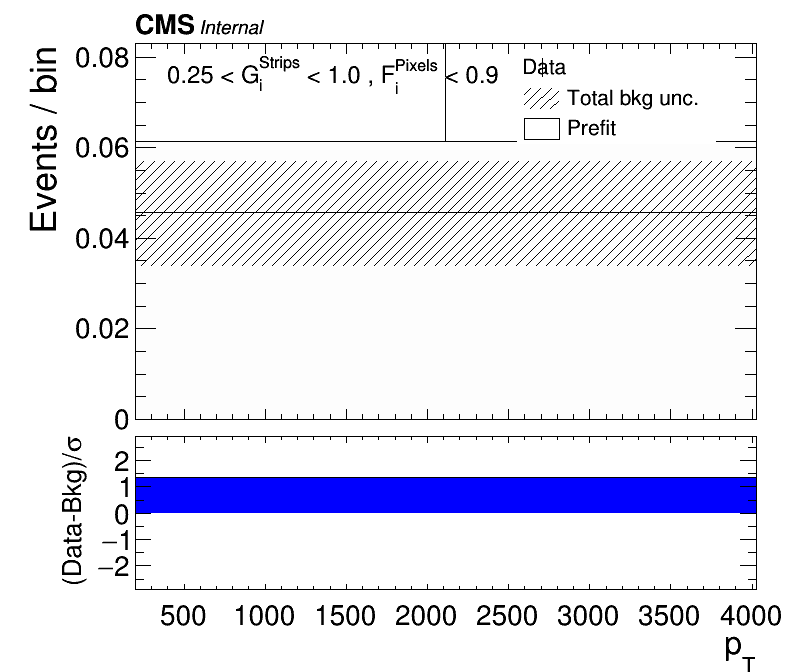 CMS Internal
0.25 < G_i^Strips < 1.0 , F_i^Pixels < 0.9
Data
Total bkg unc.
Prefit
Events / bin
0.08
0.06
0.04
0.02
0
(Data-Bkg)/σ
2
1
0
−1
−2
500 1000 1500 2000 2500 3000 3500 4000
p_T